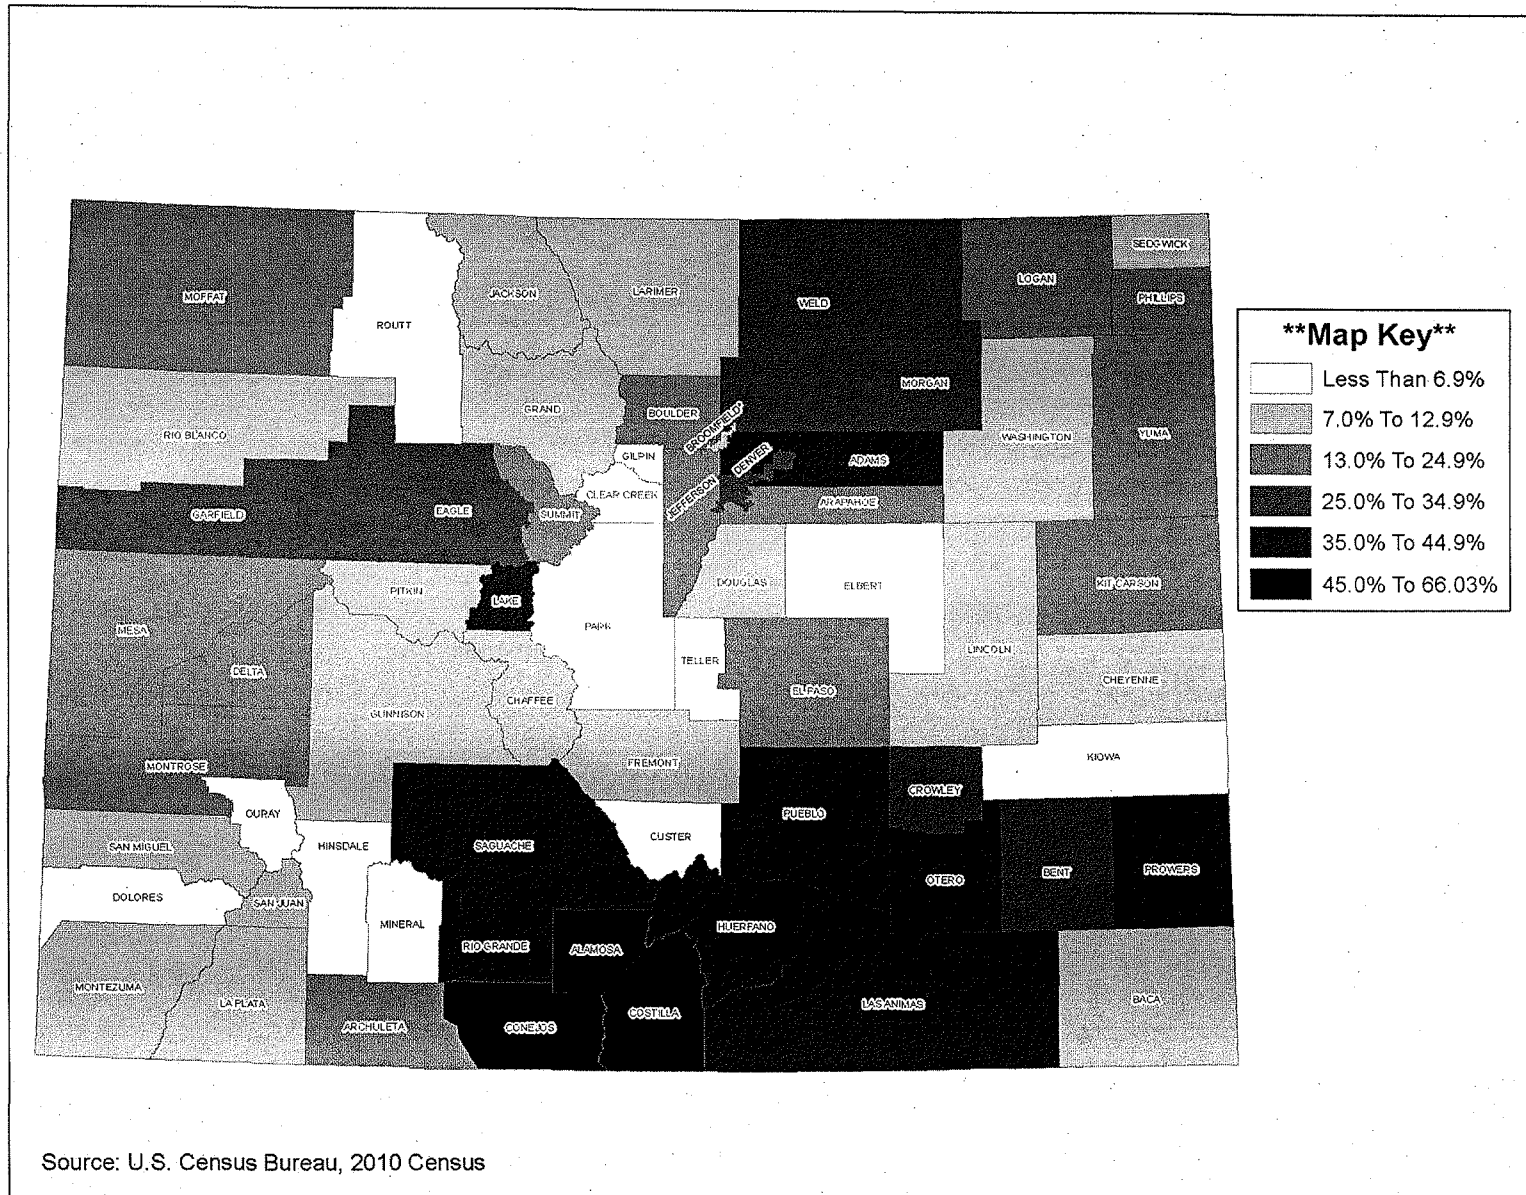 SEDGWICK
LOGAN
MOFFAT
JACKSON
LARIMER
WELD
PHILLIPS
ROUTT
MORGAN
GRAND
BOULDER
BROOMFIELD*
RIO BLANCO
WASHINGTON
YUMA
GILPIN
DENVER
ADAMS
CLEAR CREEK
JEFFERSON
GARFIELD
EAGLE
SUMMIT
ARAPAHOE
PITKIN
LAKE
DOUGLAS
ELBERT
KIT CARSON
MESA
PARK
DELTA
TELLER
LINCOLN
CHEYENNE
GUNNISON
CHAFFEE
EL PASO
MONTROSE
FREMONT
KIOWA
OURAY
CROWLEY
PUEBLO
SAN MIGUEL
HINSDALE
SAGUACHE
CUSTER
DOLORES
SAN JUAN
OTERO
BENT
PROWERS
MINERAL
RIO GRANDE
ALAMOSA
HUERFANO
MONTEZUMA
LA PLATA
ARCHULETA
CONEJOS
COSTILLA
LAS ANIMAS
BACA
**Map Key**
Less Than 6.9%
7.0% To 12.9%
13.0% To 24.9%
25.0% To 34.9%
35.0% To 44.9%
45.0% To 66.03%
Source: U.S. Census Bureau, 2010 Census